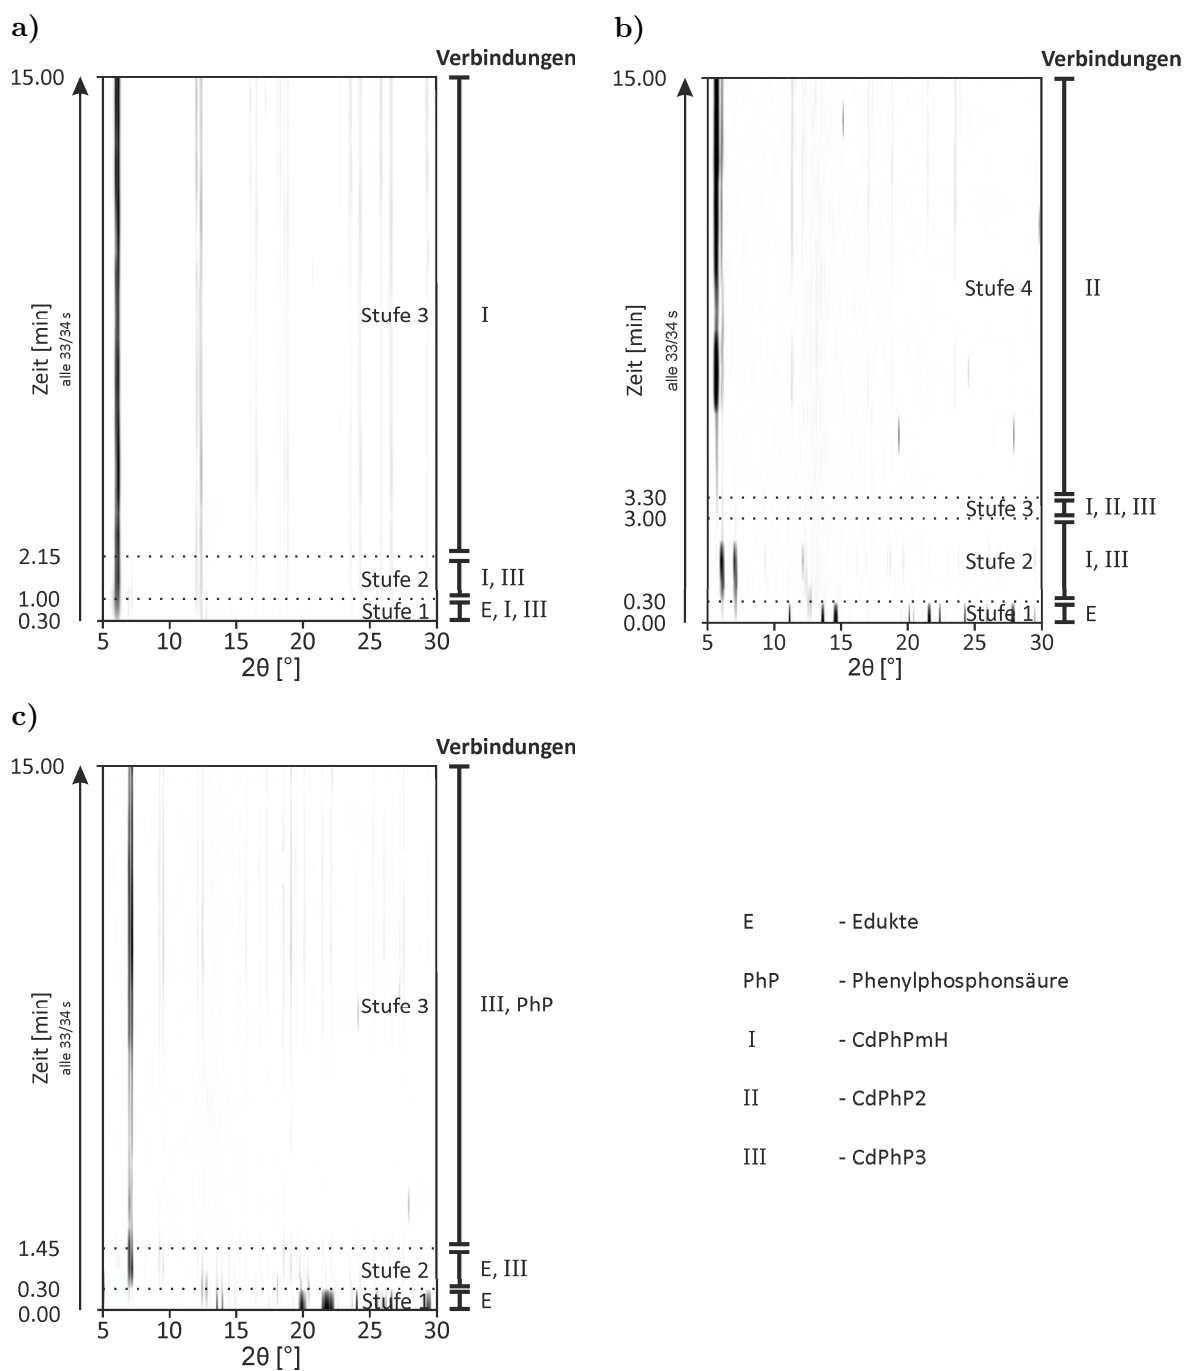 a)
Verbindungen
15.00
Zeit [min]
alle 33/34 s
Stufe 3
I
2.15
Stufe 2
I, III
1.00
Stufe 1
E, I, III
0.30
5 10 15 20 25 30
2θ [°]
b)
Verbindungen
15.00
Zeit [min]
alle 33/34 s
Stufe 4
II
3.30
Stufe 3
I, II, III
3.00
Stufe 2
I, III
0.30
Stufe 1
E
0.00
5 10 15 20 25 30
2θ [°]
c)
Verbindungen
15.00
Zeit [min]
alle 33/34 s
Stufe 3
III, PhP
1.45
Stufe 2
E, III
0.30
Stufe 1
E
0.00
5 10 15 20 25 30
2θ [°]
E - Edukte
PhP - Phenylphosphonsäure
I - CdPhPmH
II - CdPhP2
III - CdPhP3